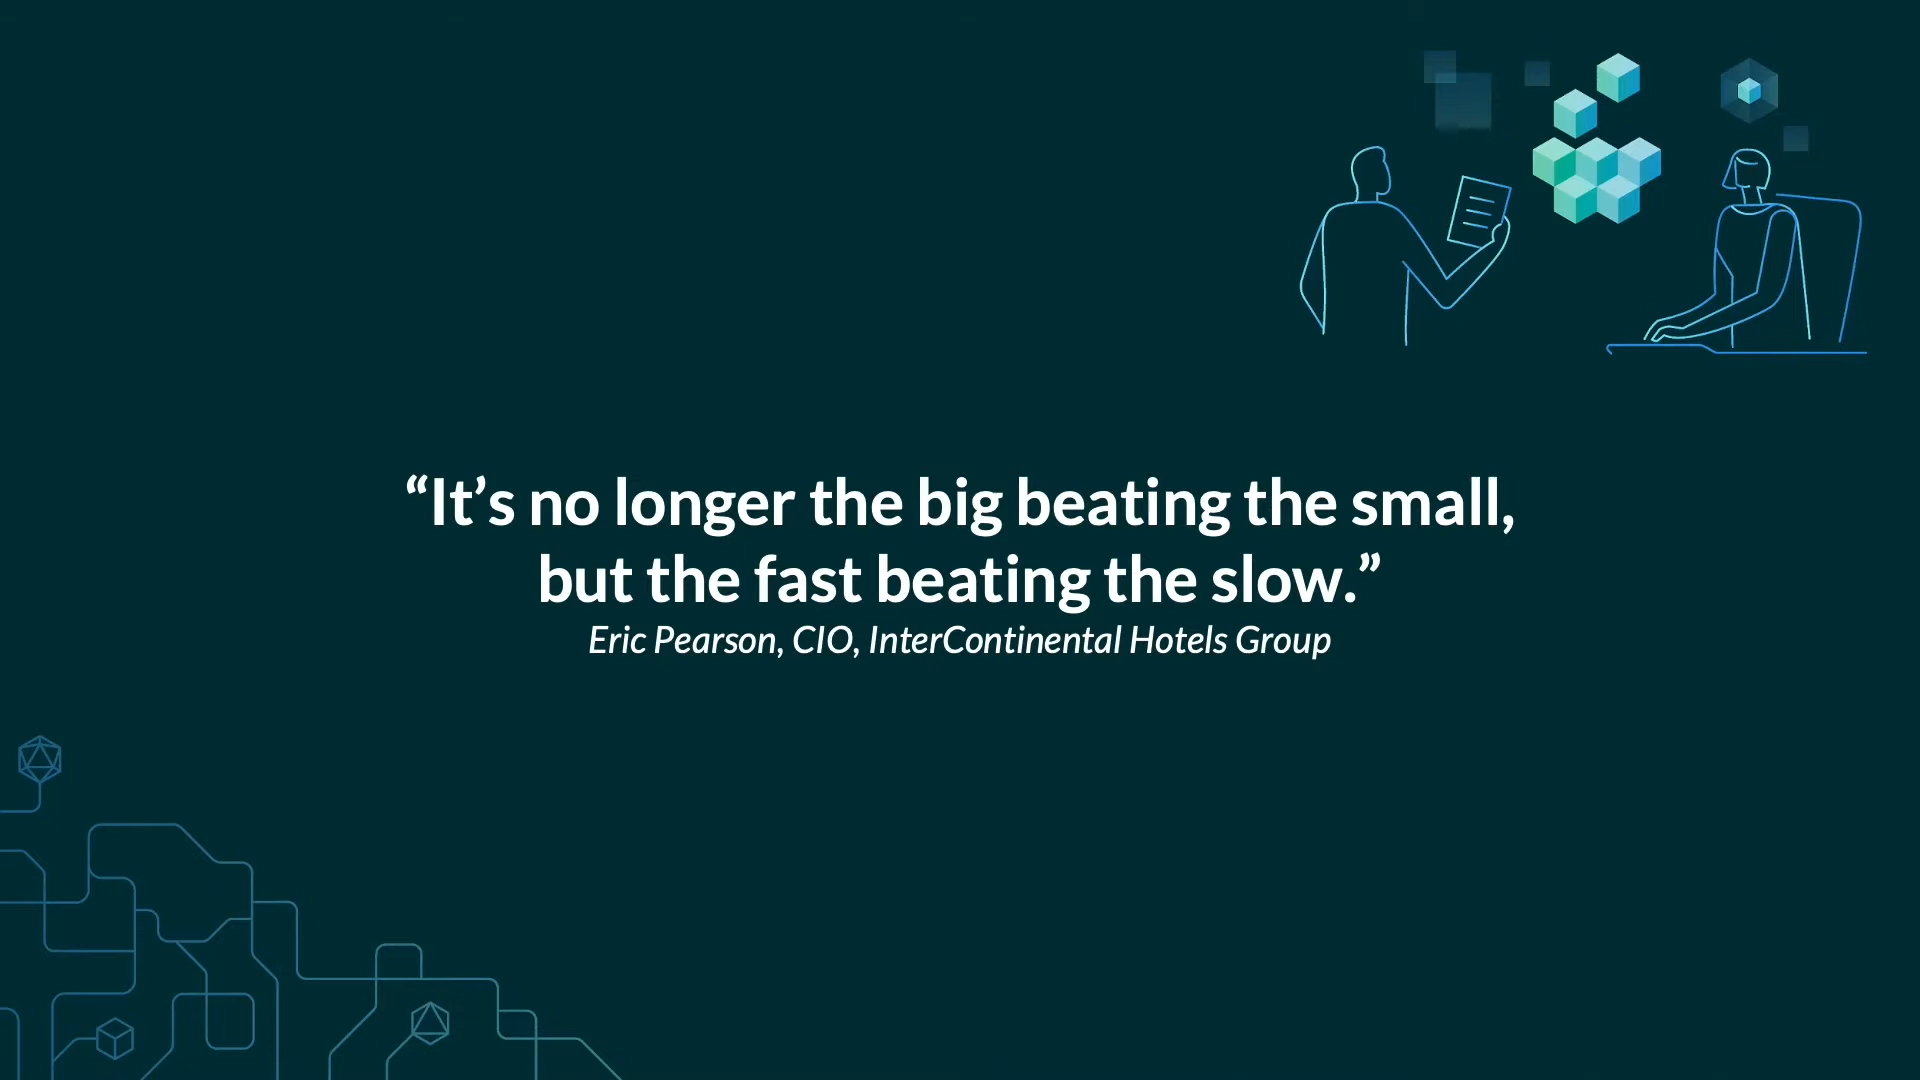 “It’s no longer the big beating the small,
but the fast beating the slow.”
Eric Pearson, CIO, InterContinental Hotels Group